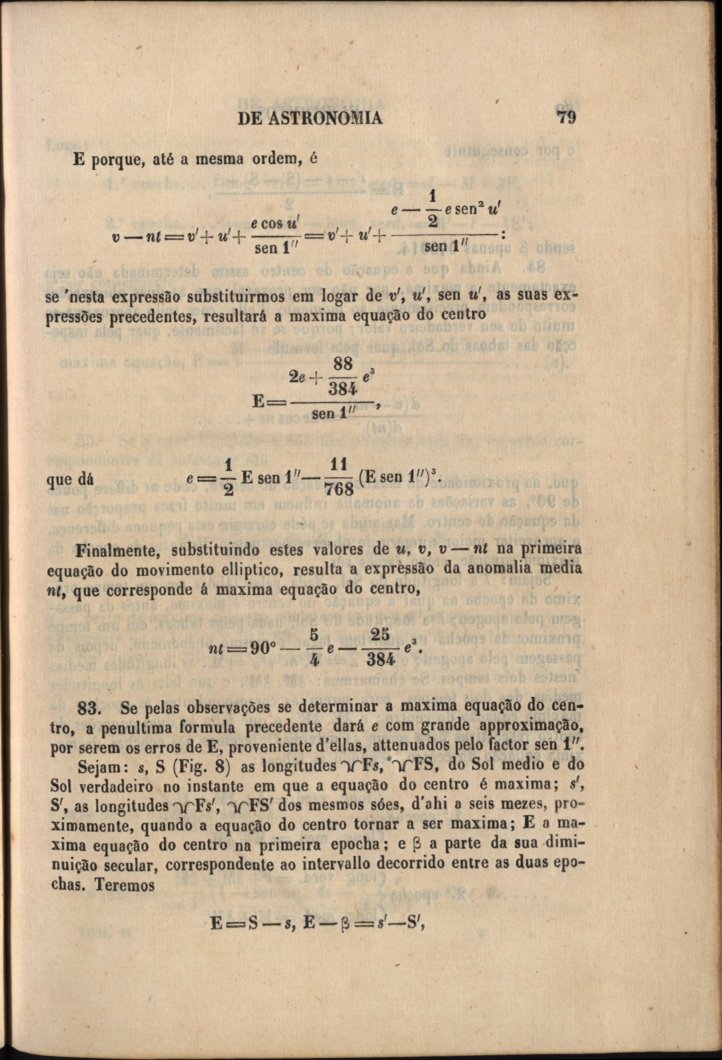 DE ASTRONOMIA 79
E porque, até a mesma ordem, é
v — nt = v' + u' + e cos u' / sen 1'' = v' + u' + (e — 1/2 e sen² u') / sen 1'' :
se 'nesta expressão substituirmos em logar de v', u', sen u', as suas ex-
pressões precedentes, resultará a maxima equação do centro
E = (2e + 88/384 e³) / sen 1'',
que dá e = 1/2 E sen 1'' — 11/768 (E sen 1'')³.
Finalmente, substituindo estes valores de u, v, v — nt na primeira
equação do movimento elliptico, resulta a expressão da anomalia media
nt, que corresponde á maxima equação do centro,
nt = 90° — 5/4 e — 25/384 e³.
83. Se pelas observações se determinar a maxima equação do cen-
tro, a penultima formula precedente dará e com grande approximação,
por serem os erros de E, proveniente d'ellas, attenuados pelo factor sen 1''.
Sejam: s, S (Fig. 8) as longitudes ♈Fs, ♈FS, do Sol medio e do
Sol verdadeiro no instante em que a equação do centro é maxima; s',
S', as longitudes ♈Fs', ♈FS' dos mesmos sóes, d'ahi a seis mezes, pro-
ximamente, quando a equação do centro tornar a ser maxima; E a ma-
xima equação do centro na primeira epocha; e β a parte da sua dimi-
nuição secular, correspondente ao intervallo decorrido entre as duas epo-
chas. Teremos
E = S — s, E — β = s' — S',